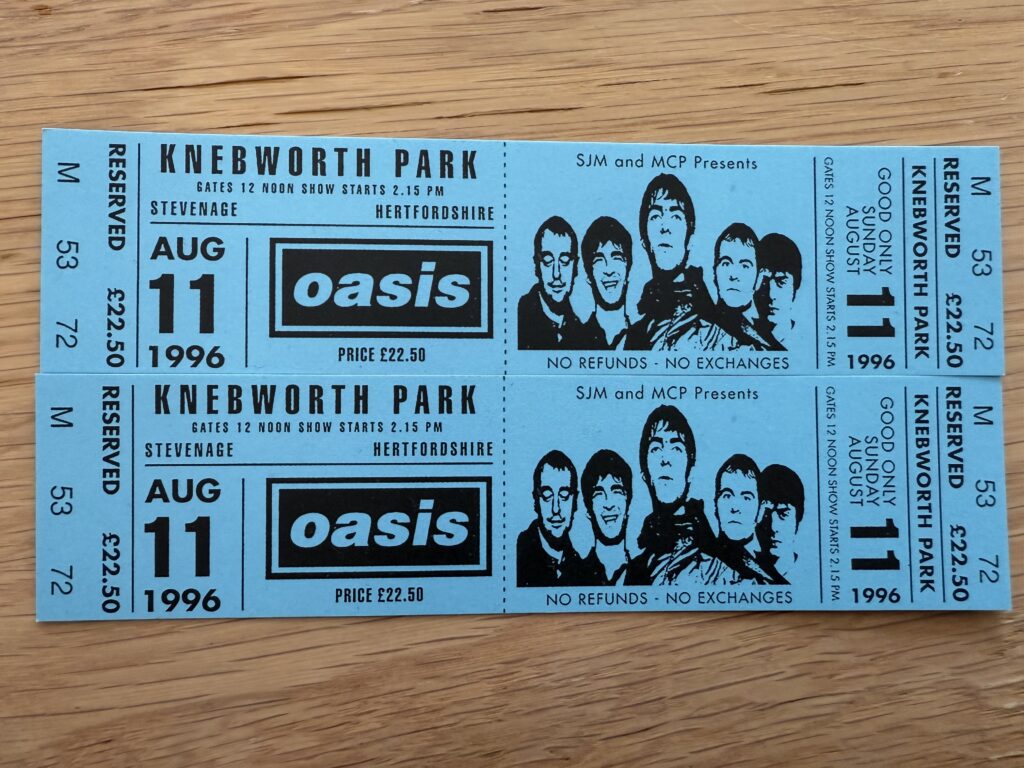 M 53 72
RESERVED £22.50
KNEBWORTH PARK
GATES 12 NOON SHOW STARTS 2.15 PM
STEVENAGE HERTFORDSHIRE
AUG
11
1996
oasis
PRICE £22.50
SJM and MCP Presents
NO REFUNDS - NO EXCHANGES
GATES 12 NOON SHOW STARTS 2.15 PM
GOOD ONLY
SUNDAY
AUGUST
11
1996
KNEBWORTH PARK
RESERVED £22.50
M 53 72
M 53 72
RESERVED £22.50
KNEBWORTH PARK
GATES 12 NOON SHOW STARTS 2.15 PM
STEVENAGE HERTFORDSHIRE
AUG
11
1996
oasis
PRICE £22.50
SJM and MCP Presents
NO REFUNDS - NO EXCHANGES
GATES 12 NOON SHOW STARTS 2.15 PM
GOOD ONLY
SUNDAY
AUGUST
11
1996
KNEBWORTH PARK
RESERVED £22.50
M 53 72